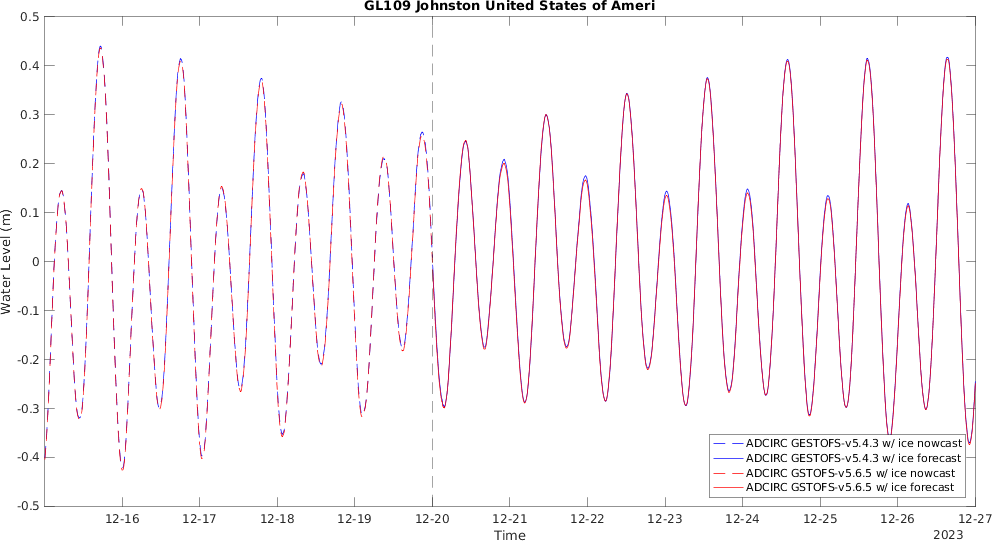 GL109 Johnston United States of Ameri
0.5
0.4
0.3
0.2
0.1
0
-0.1
-0.2
-0.3
-0.4
-0.5
Water Level (m)
ADCIRC GESTOFS-v5.4.3 w/ ice nowcast
ADCIRC GESTOFS-v5.4.3 w/ ice forecast
ADCIRC GSTOFS-v5.6.5 w/ ice nowcast
ADCIRC GSTOFS-v5.6.5 w/ ice forecast
12-16 12-17 12-18 12-19 12-20 12-21 12-22 12-23 12-24 12-25 12-26 12-27
Time
2023